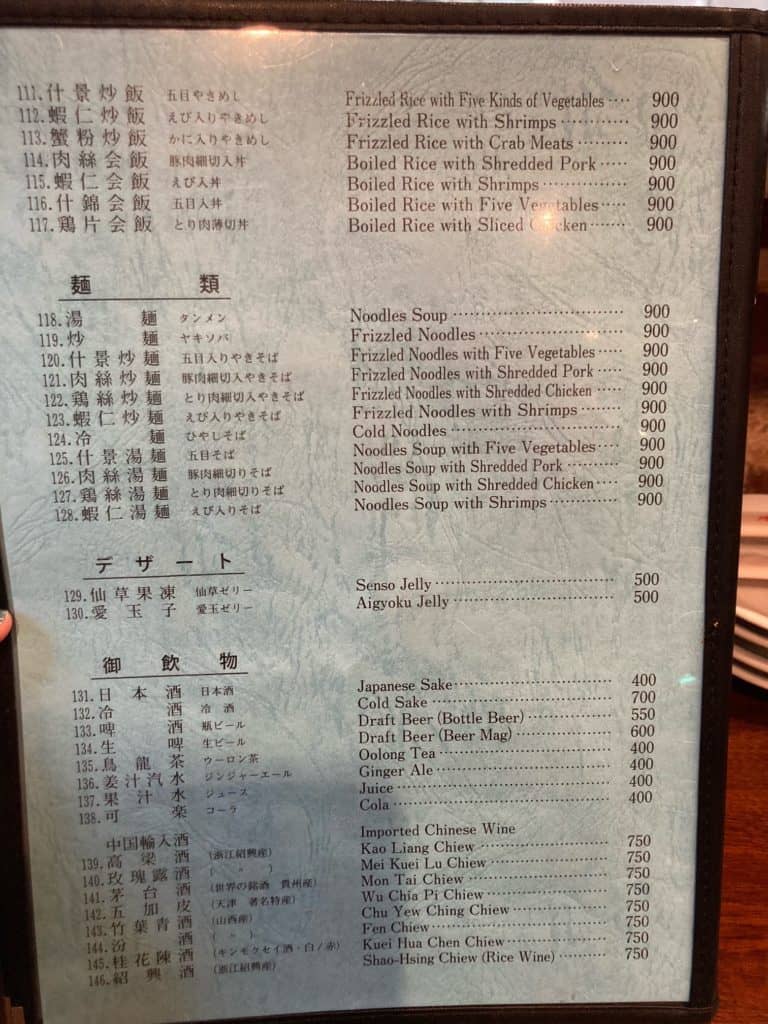 111.什景炒飯 五目やきめし Frizzled Rice with Five Kinds of Vegetables ···· 900
112.蝦仁炒飯 えび入りやきめし Frizzled Rice with Shrimps ············ 900
113.蟹粉炒飯 かに入りやきめし Frizzled Rice with Crab Meats ········· 900
114.肉絲会飯 豚肉細切入丼 Boiled Rice with Shredded Pork ····· 900
115.蝦仁会飯 えび入丼 Boiled Rice with Shrimps ·············· 900
116.什錦会飯 五目入丼 Boiled Rice with Five Vegetables ····· 900
117.鶏片会飯 とり肉薄切丼 Boiled Rice with Sliced Chicken ······· 900
麺類
118.湯麺 タンメン Noodles Soup ···························· 900
119.炒麺 ヤキソバ Frizzled Noodles ······················· 900
120.什景炒麺 五目入りやきそば Frizzled Noodles with Five Vegetables ····· 900
121.肉絲炒麺 豚肉細切入やきそば Frizzled Noodles with Shredded Pork ····· 900
122.鶏絲炒麺 とり肉細切入やきそば Frizzled Noodles with Shredded Chicken ···· 900
123.蝦仁炒麺 えび入りやきそば Frizzled Noodles with Shrimps ········· 900
124.冷麺 ひやしそば Cold Noodles ···························· 900
125.什景湯麺 五目そば Noodles Soup with Five Vegetables ···· 900
126.肉絲湯麺 豚肉細切りそば Noodles Soup with Shredded Pork ········· 900
127.鶏絲湯麺 とり肉細切りそば Noodles Soup with Shredded Chicken ···· 900
128.蝦仁湯麺 えび入りそば Noodles Soup with Shrimps ············ 900
デザート
129.仙草果凍 仙草ゼリー Senso Jelly ······························ 500
130.愛玉子 愛玉ゼリー Aigyoku Jelly ··························· 500
御飲物
131.日本酒 日本酒 Japanese Sake ·························· 400
132.冷酒 冷酒 Cold Sake ······························· 700
133.啤酒 瓶ビール Draft Beer (Bottle Beer) ·············· 550
134.生啤 生ビール Draft Beer (Beer Mag) ················ 600
135.烏龍茶 ウーロン茶 Oolong Tea ····························· 400
136.姜汁汽水 ジンジャーエール Ginger Ale ····························· 400
137.果汁水 ジュース Juice ···································· 400
138.可楽 コーラ Cola ····································· 400
中国輸入酒 Imported Chinese Wine
139.高梁酒 (浙江紹興産) Kao Liang Chiew ······················· 750
140.玫瑰露酒 ( 〃 ) Mei Kuei Lu Chiew ···················· 750
141.茅台酒 (世界の銘酒 貴州産) Mon Tai Chiew ························· 750
142.五加皮 (天津 著名特産) Wu Chia Pi Chiew ····················· 750
143.竹葉青酒 (山西産) Chu Yew Ching Chiew ················ 750
144.汾酒 ( 〃 ) Fen Chiew ······························ 750
145.桂花陳酒 (キンモクセイ酒・白/赤) Kuei Hua Chen Chiew ················· 750
146.紹興酒 (浙江紹興産) Shao-Hsing Chiew (Rice Wine) ·········· 750